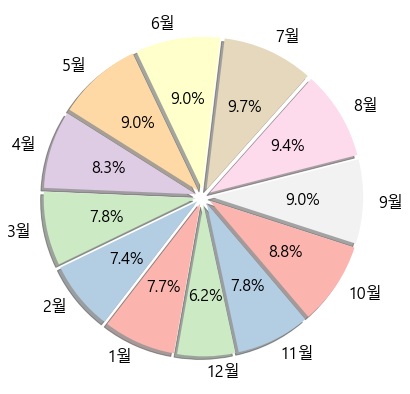 6월
7월
5월
8월
4월
9월
3월
2월
10월
1월
11월
12월
9.0%
9.7%
9.0%
9.4%
8.3%
9.0%
7.8%
8.8%
7.4%
7.7%
7.8%
6.2%